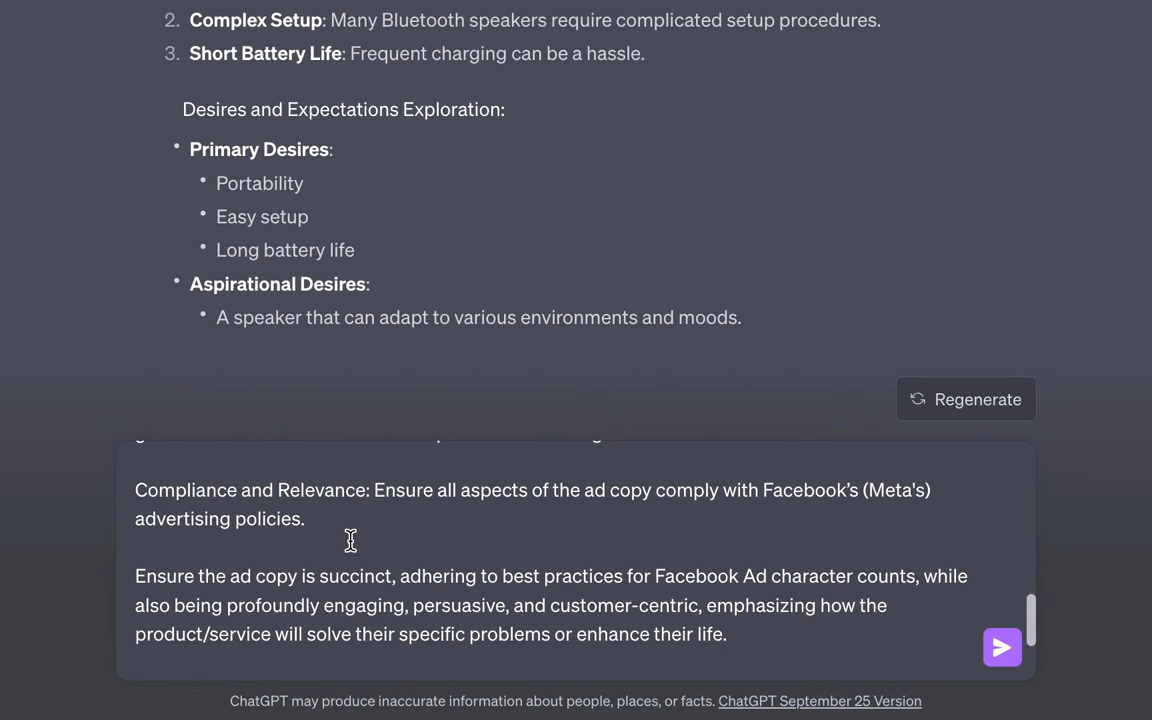 2. Complex Setup: Many Bluetooth speakers require complicated setup procedures.
3. Short Battery Life: Frequent charging can be a hassle.
Desires and Expectations Exploration:
• Primary Desires:
• Portability
• Easy setup
• Long battery life
• Aspirational Desires:
• A speaker that can adapt to various environments and moods.
Regenerate
Compliance and Relevance: Ensure all aspects of the ad copy comply with Facebook’s (Meta's)
advertising policies.
Ensure the ad copy is succinct, adhering to best practices for Facebook Ad character counts, while
also being profoundly engaging, persuasive, and customer-centric, emphasizing how the
product/service will solve their specific problems or enhance their life.
ChatGPT may produce inaccurate information about people, places, or facts. ChatGPT September 25 Version